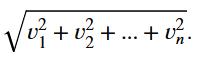 √(v₁² + v₂² + ... + vₙ²).